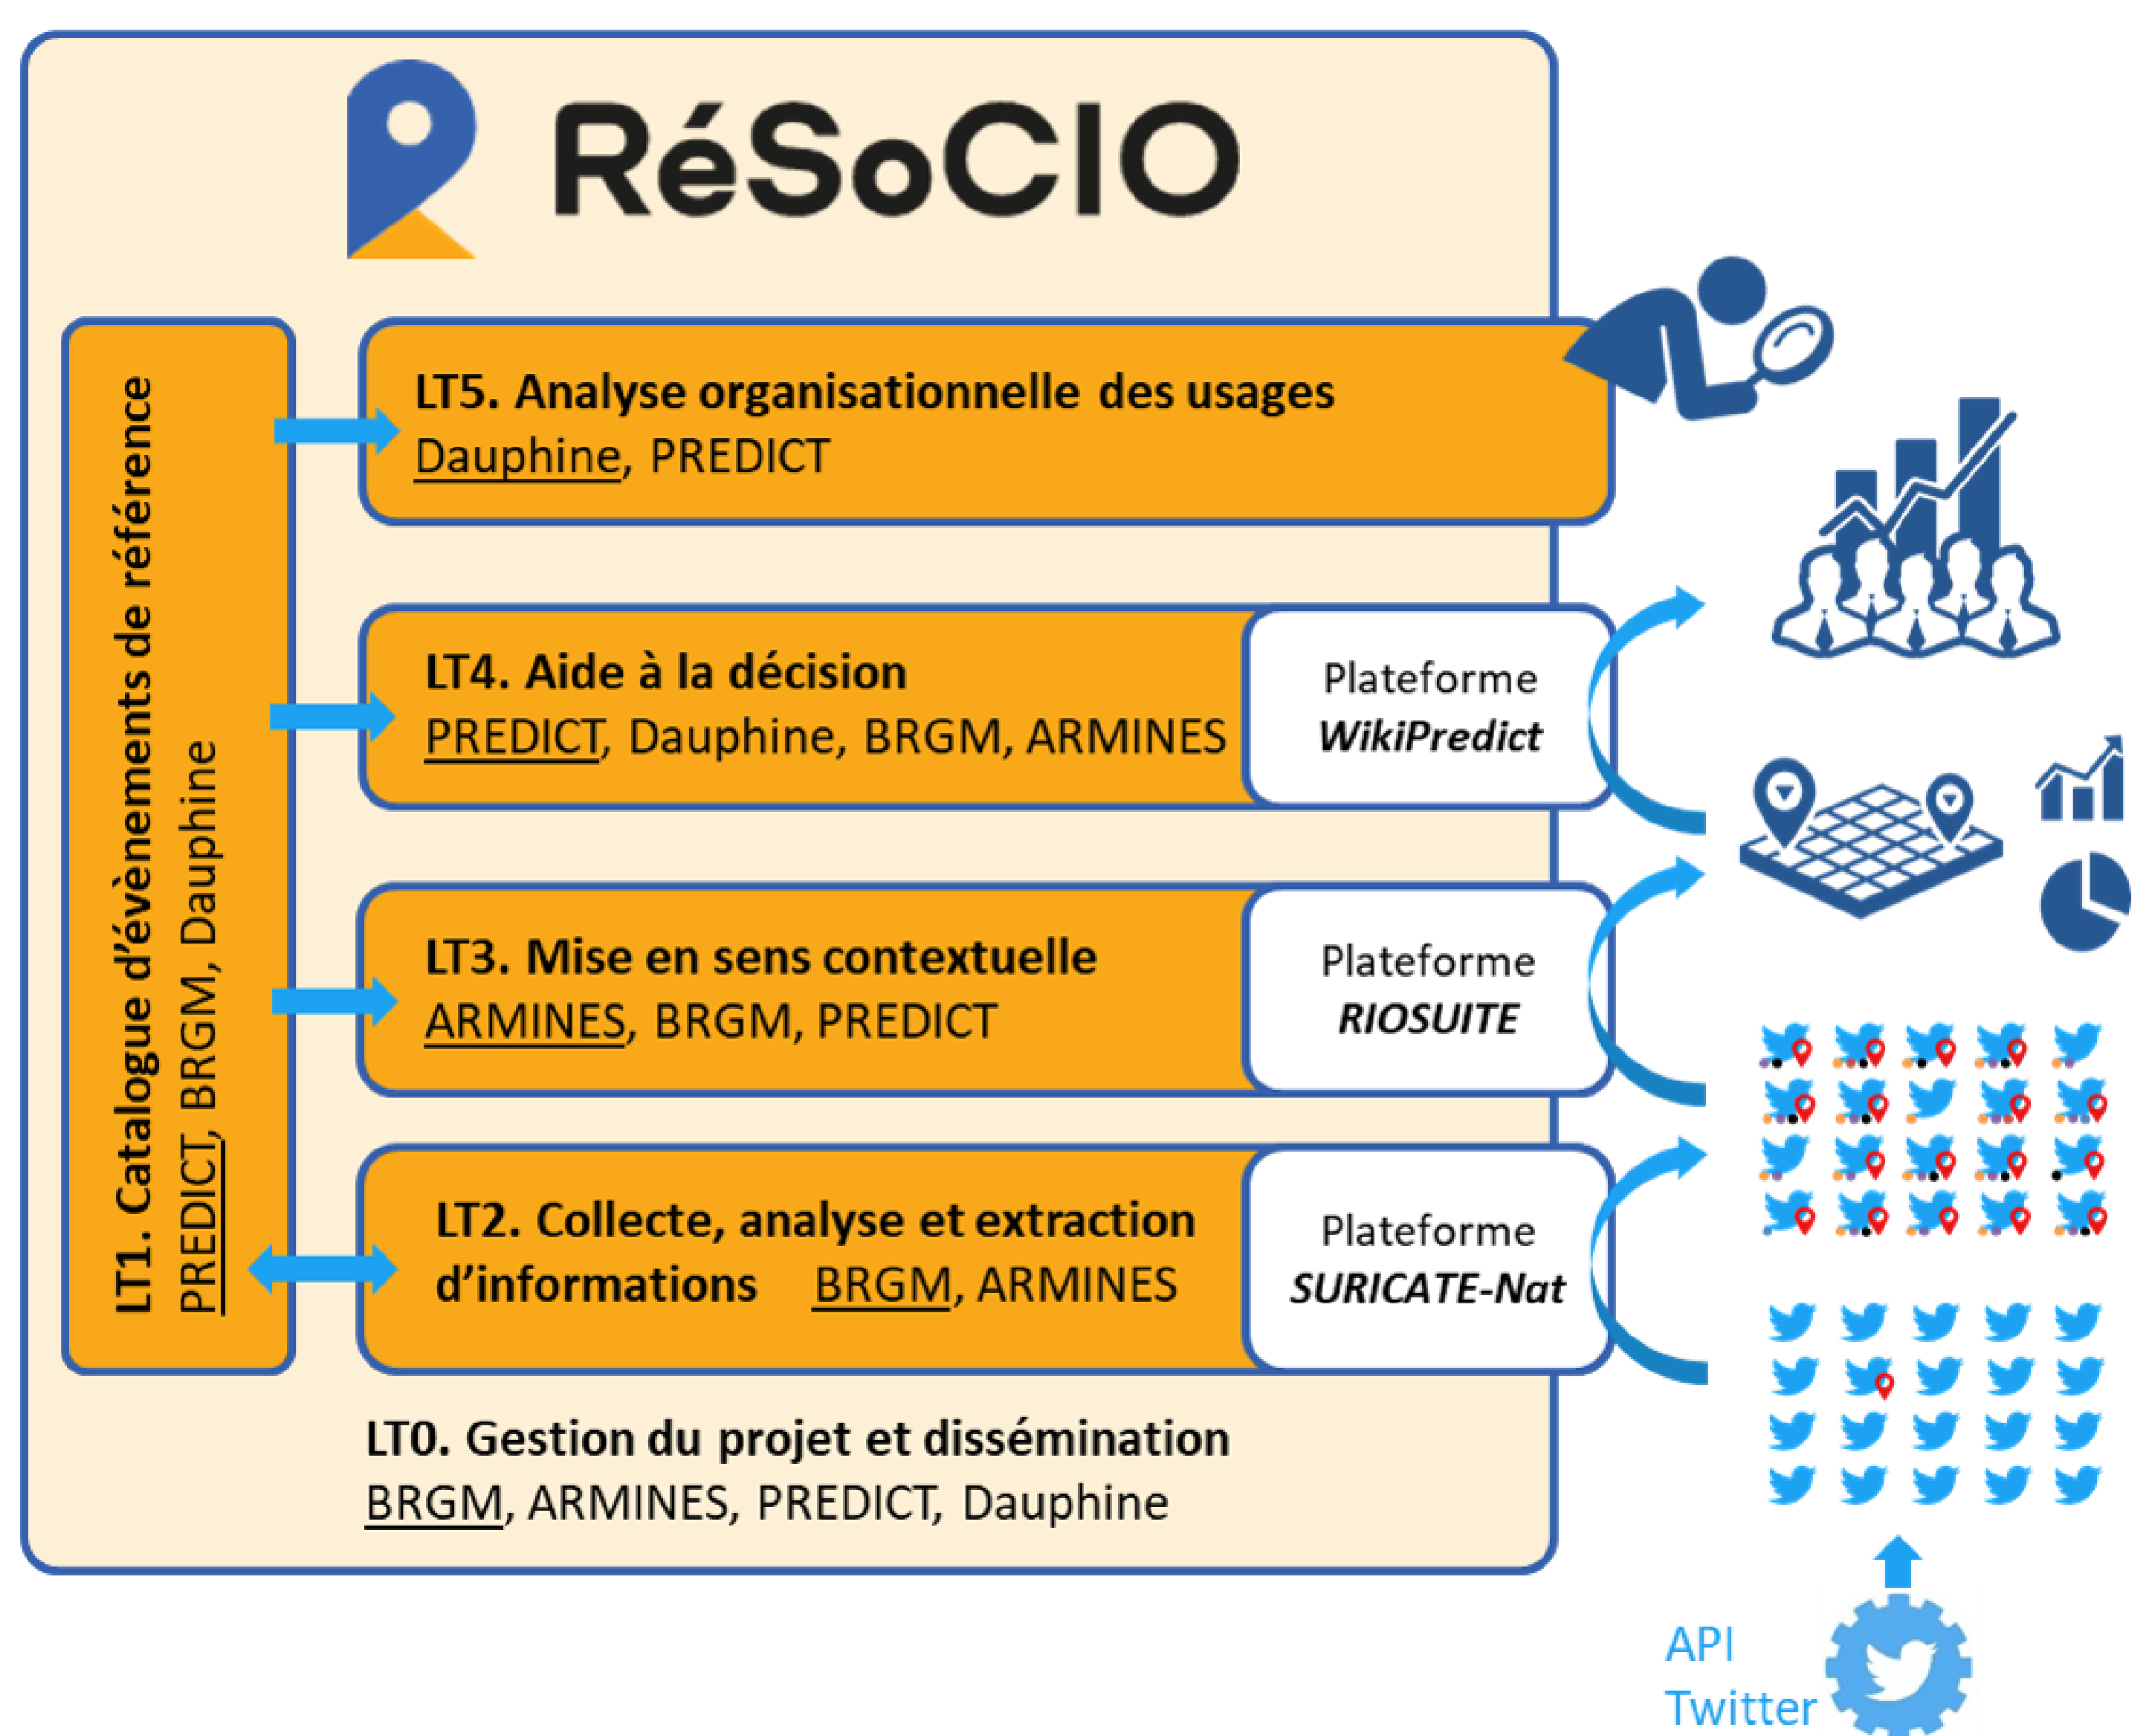 RéSoCIO
LT1. Catalogue d’évènements de référence
PREDICT, BRGM, Dauphine
LT5. Analyse organisationnelle des usages
Dauphine, PREDICT
LT4. Aide à la décision
PREDICT, Dauphine, BRGM, ARMINES
Plateforme
WikiPredict
LT3. Mise en sens contextuelle
ARMINES, BRGM, PREDICT
Plateforme
RIOSUITE
LT2. Collecte, analyse et extraction
d’informations BRGM, ARMINES
Plateforme
SURICATE-Nat
LT0. Gestion du projet et dissémination
BRGM, ARMINES, PREDICT, Dauphine
API
Twitter